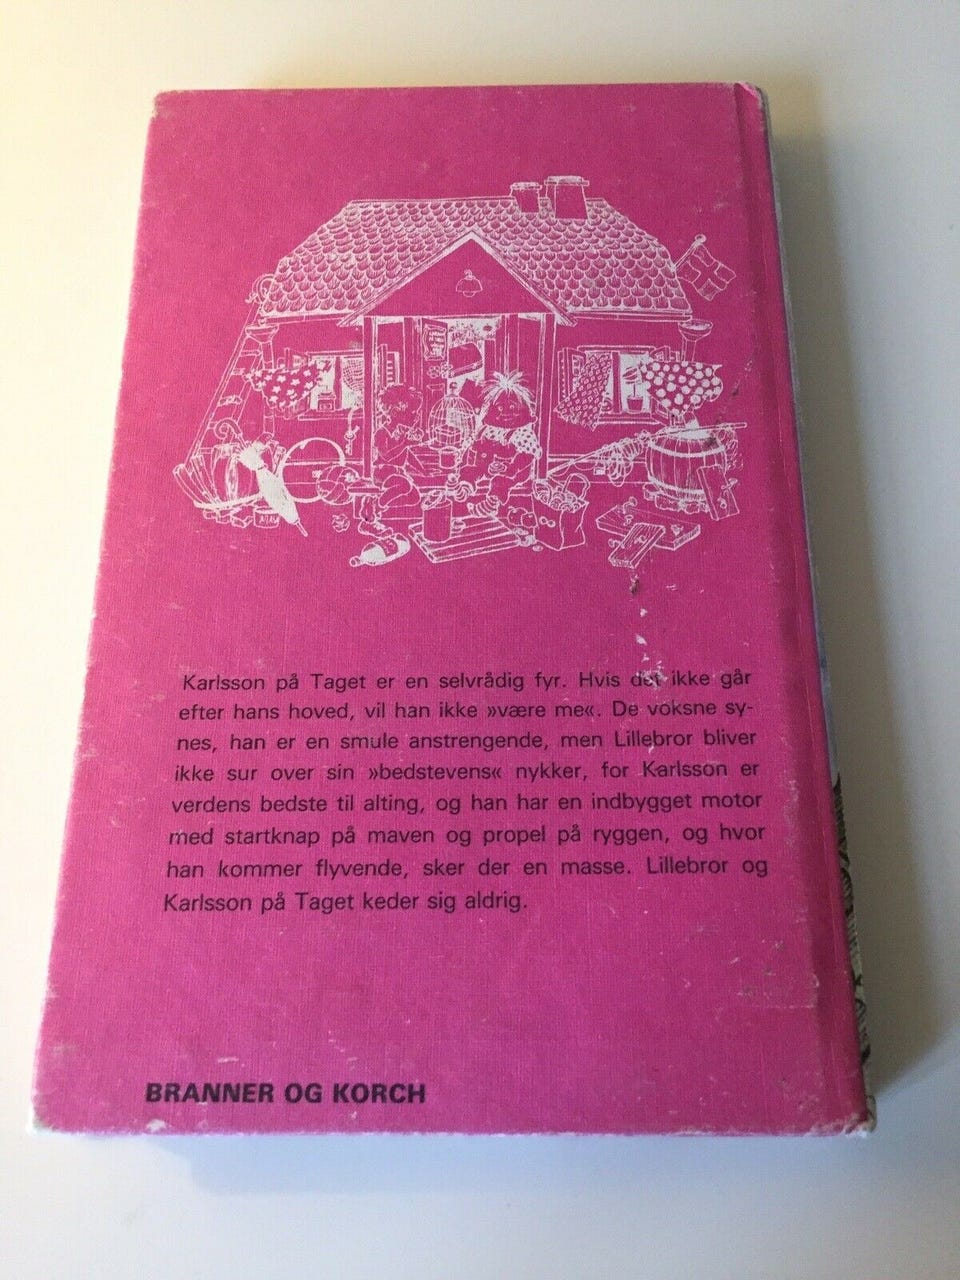 Karlsson på Taget er en selvrådig fyr. Hvis det ikke går
efter hans hoved, vil han ikke »være me«. De voksne sy-
nes, han er en smule anstrengende, men Lillebror bliver
ikke sur over sin »bedstevens« nykker, for Karlsson er
verdens bedste til alting, og han har en indbygget motor
med startknap på maven og propel på ryggen, og hvor
han kommer flyvende, sker der en masse. Lillebror og
Karlsson på Taget keder sig aldrig.
BRANNER OG KORCH